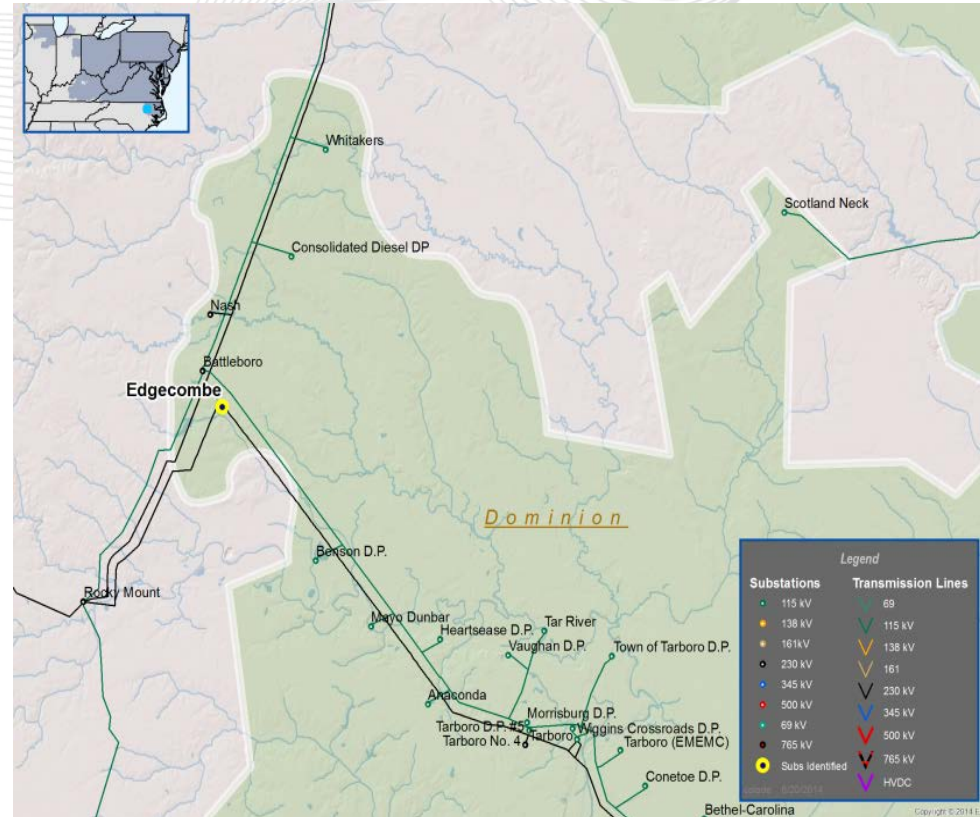 Whitakers
Scotland Neck
Consolidated Diesel DP
Nash
Battleboro
Edgecombe
Dominion
Benson D.P.
Rocky Mount
Mayo Dunbar
Heartsease D.P.
Tar River
Vaughan D.P.
Town of Tarboro D.P.
Anaconda
Morrisburg D.P.
Tarboro D.P. #5
Tarboro
Wiggins Crossroads D.P.
Tarboro No. 4
Tarboro (EMEMC)
Conetoe D.P.
Bethel-Carolina
Legend
Substations
115 kV
138 kV
161kV
230 kV
345 kV
500 kV
69 kV
765 kV
Subs Identified
Transmission Lines
69
115 kV
138 kV
161
230 kV
345 kV
500 kV
765 kV
HVDC
6/20/2014
Copyright © 2014